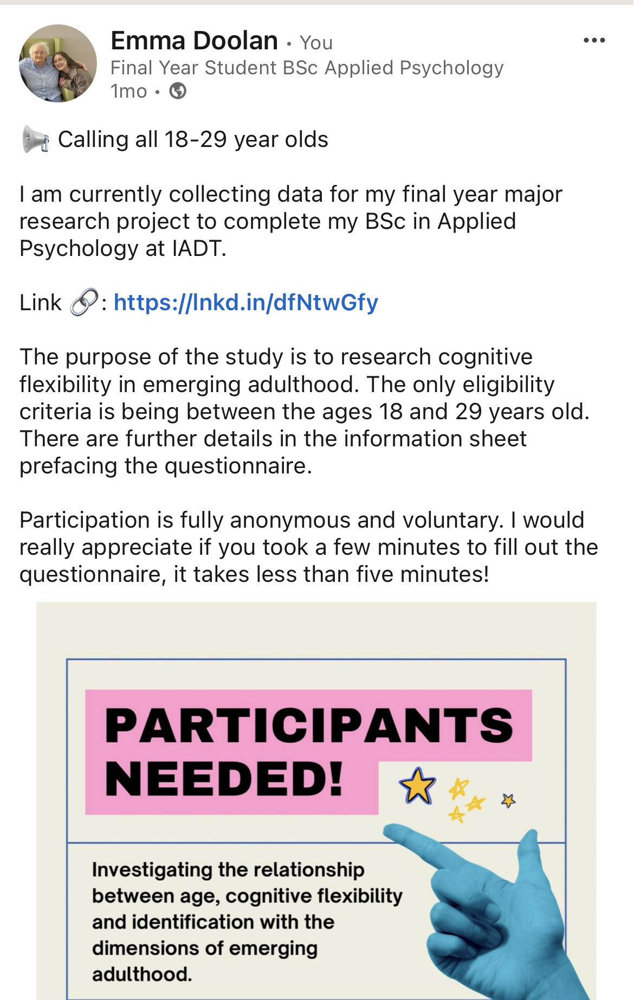 Emma Doolan • You
Final Year Student BSc Applied Psychology
1mo •
Calling all 18-29 year olds
I am currently collecting data for my final year major
research project to complete my BSc in Applied
Psychology at IADT.
Link : https://lnkd.in/dfNtwGfy
The purpose of the study is to research cognitive
flexibility in emerging adulthood. The only eligibility
criteria is being between the ages 18 and 29 years old.
There are further details in the information sheet
prefacing the questionnaire.
Participation is fully anonymous and voluntary. I would
really appreciate if you took a few minutes to fill out the
questionnaire, it takes less than five minutes!
PARTICIPANTS
NEEDED!
Investigating the relationship
between age, cognitive flexibility
and identification with the
dimensions of emerging
adulthood.